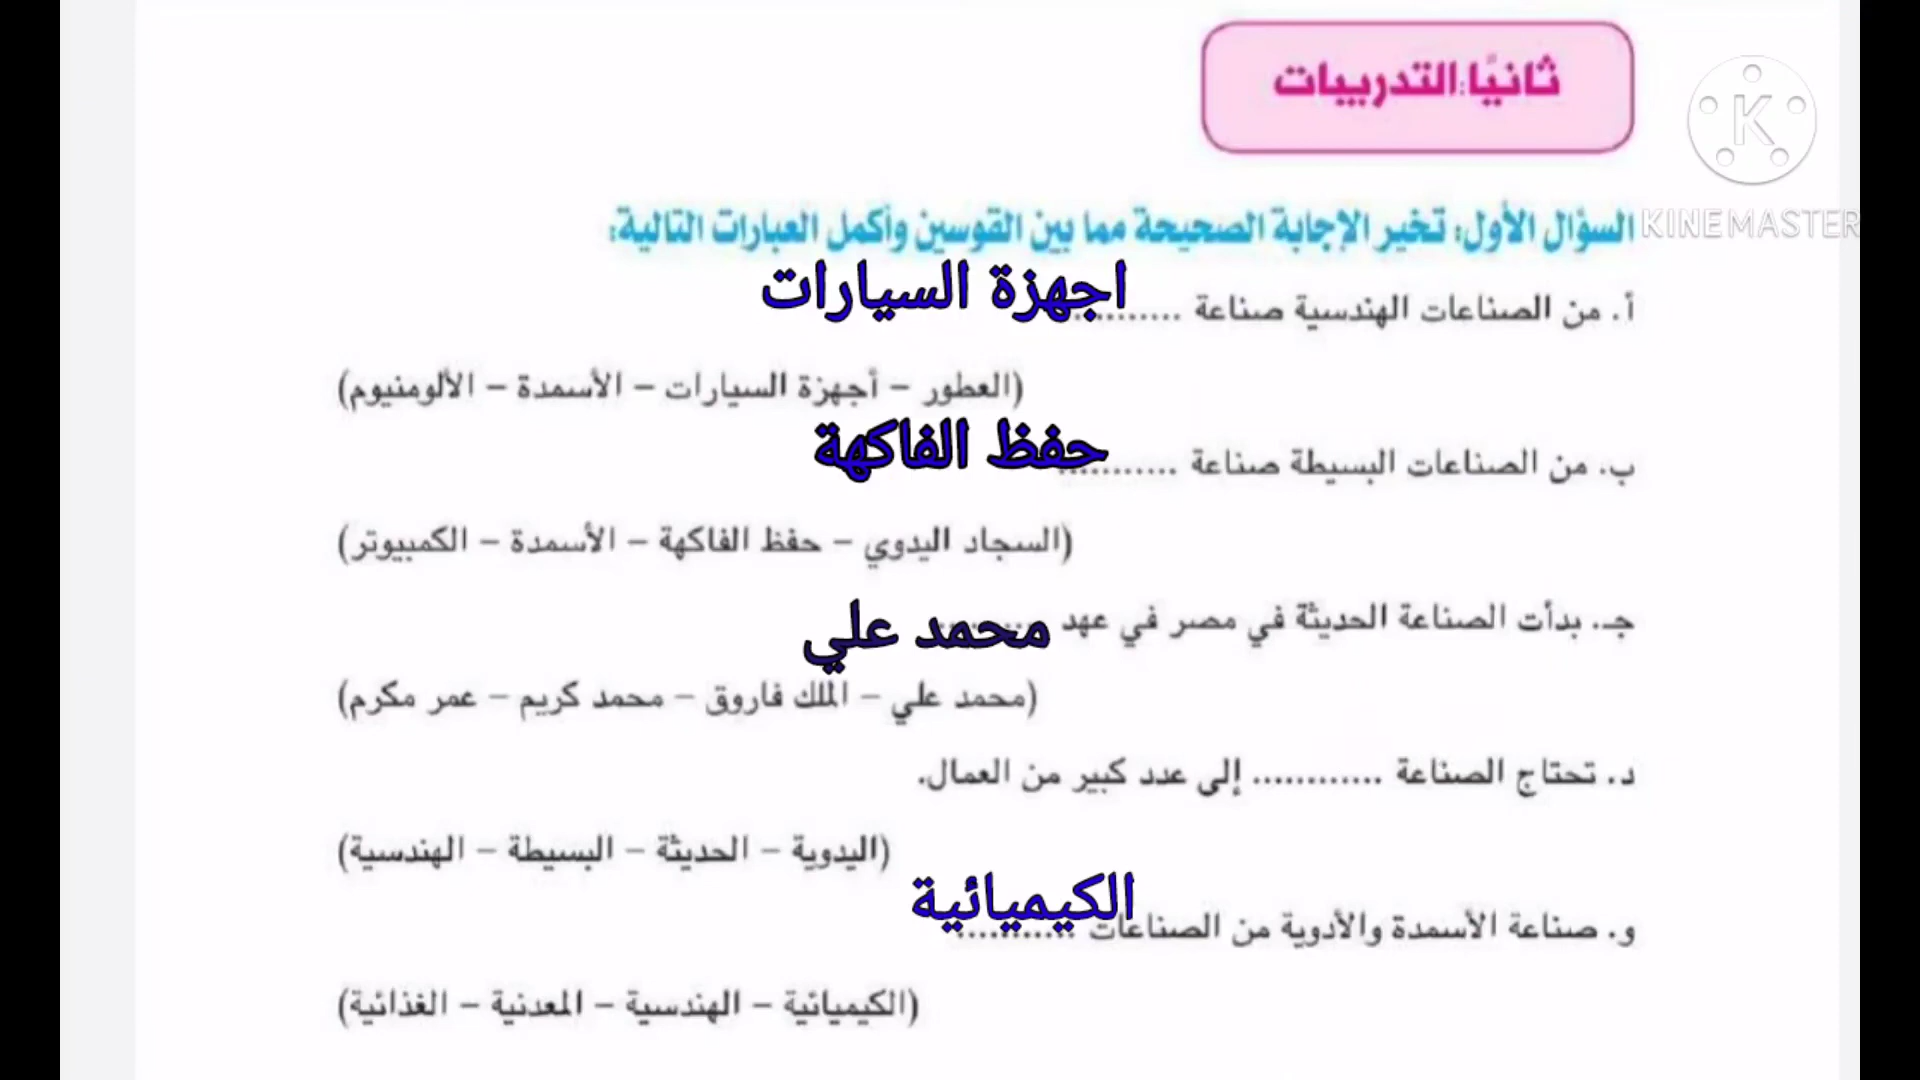 ثانيًا: التدريبات
K
KINEMASTER
السؤال الأول: تخير الإجابة الصحيحة مما بين القوسين وأكمل العبارات التالية:
أ. من الصناعات الهندسية صناعة ........... اجهزة السيارات
(العطور – أجهزة السيارات – الأسمدة – الألومنيوم)
ب. من الصناعات البسيطة صناعة ........... حفظ الفاكهة
(السجاد اليدوي – حفظ الفاكهة – الأسمدة – الكمبيوتر)
جـ. بدأت الصناعة الحديثة في مصر في عهد ........... محمد علي
(محمد علي – الملك فاروق – محمد كريم – عمر مكرم)
د. تحتاج الصناعة ............ إلى عدد كبير من العمال.
(اليدوية – الحديثة – البسيطة – الهندسية)
و. صناعة الأسمدة والأدوية من الصناعات ........... الكيميائية
(الكيميائية – الهندسية – المعدنية – الغذائية)